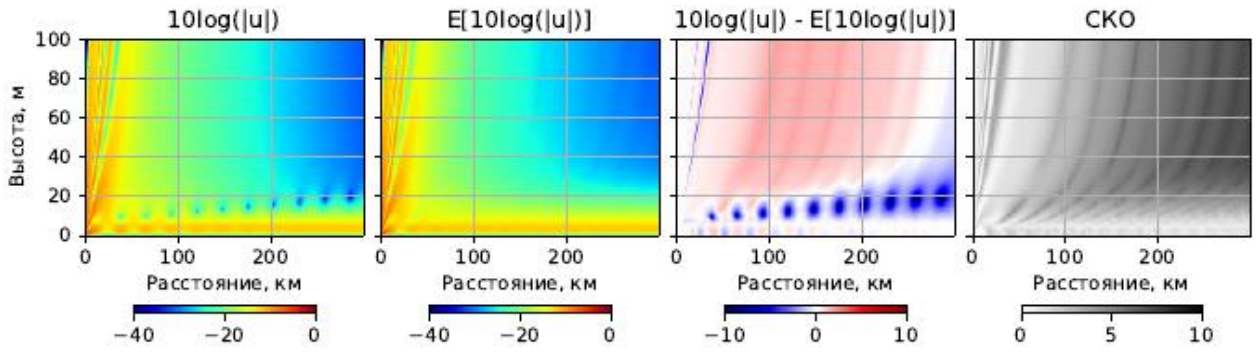 10log(|u|)
E[10log(|u|)]
10log(|u|) - E[10log(|u|)]
СКО
Высота, м
100
80
60
40
20
0
0 100 200
0 100 200
0 100 200
0 100 200
Расстояние, км
Расстояние, км
Расстояние, км
Расстояние, км
−40 −20 0
−40 −20 0
−10 0 10
0 5 10